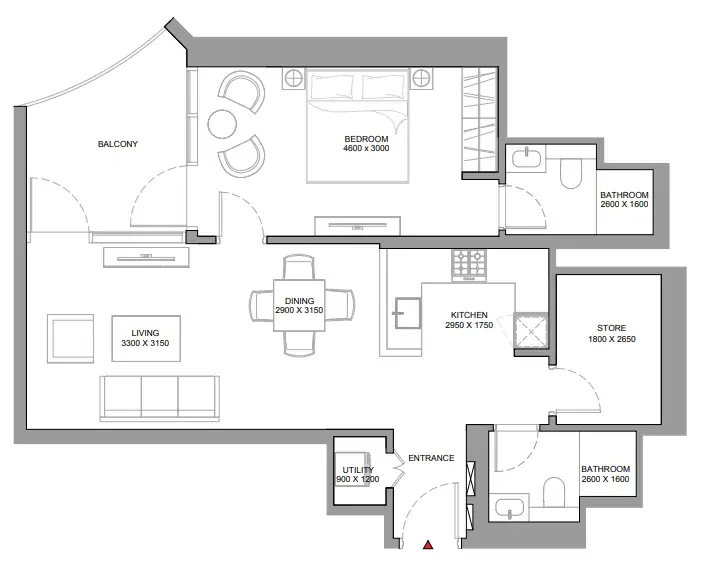 BALCONY
BEDROOM
4600 x 3000
BATHROOM
2600 X 1600
DINING
2900 X 3150
KITCHEN
2950 X 1750
LIVING
3300 X 3150
STORE
1800 X 2650
ENTRANCE
UTILITY
900 X 1200
BATHROOM
2600 X 1600